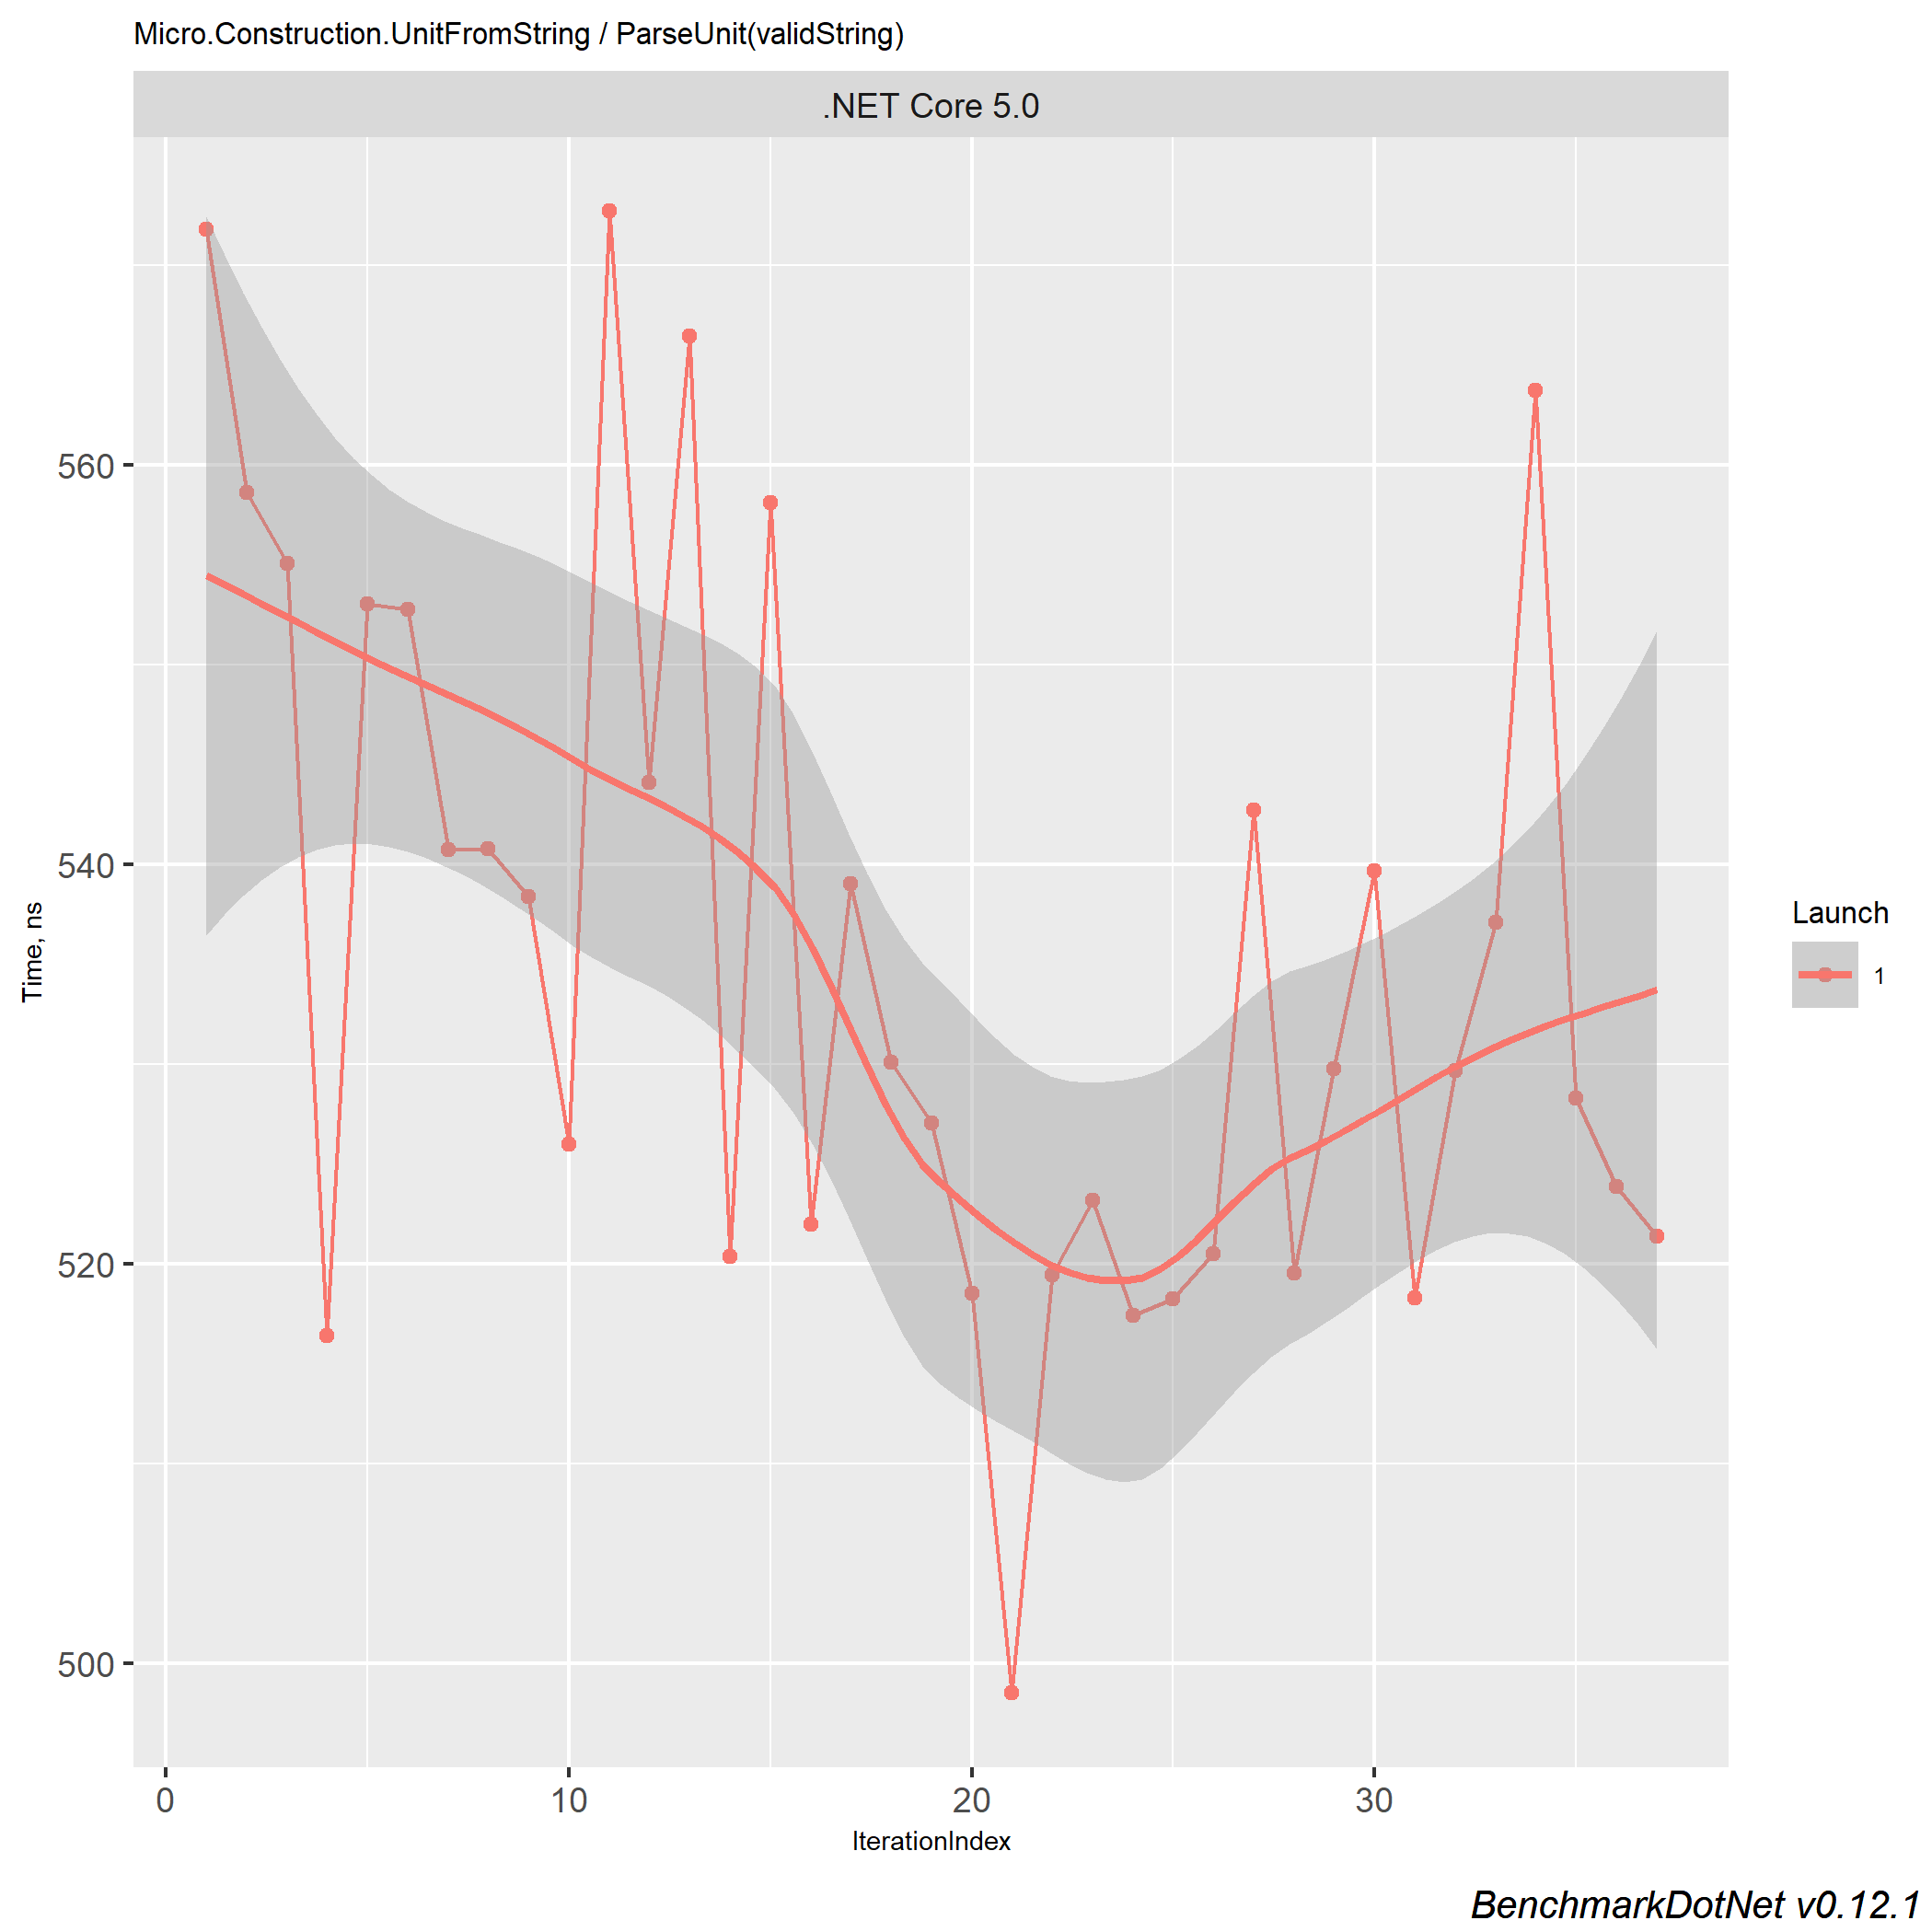 Micro.Construction.UnitFromString / ParseUnit(validString)
.NET Core 5.0
Time, ns
560
540
520
500
0 10 20 30
IterationIndex
Launch
1
BenchmarkDotNet v0.12.1